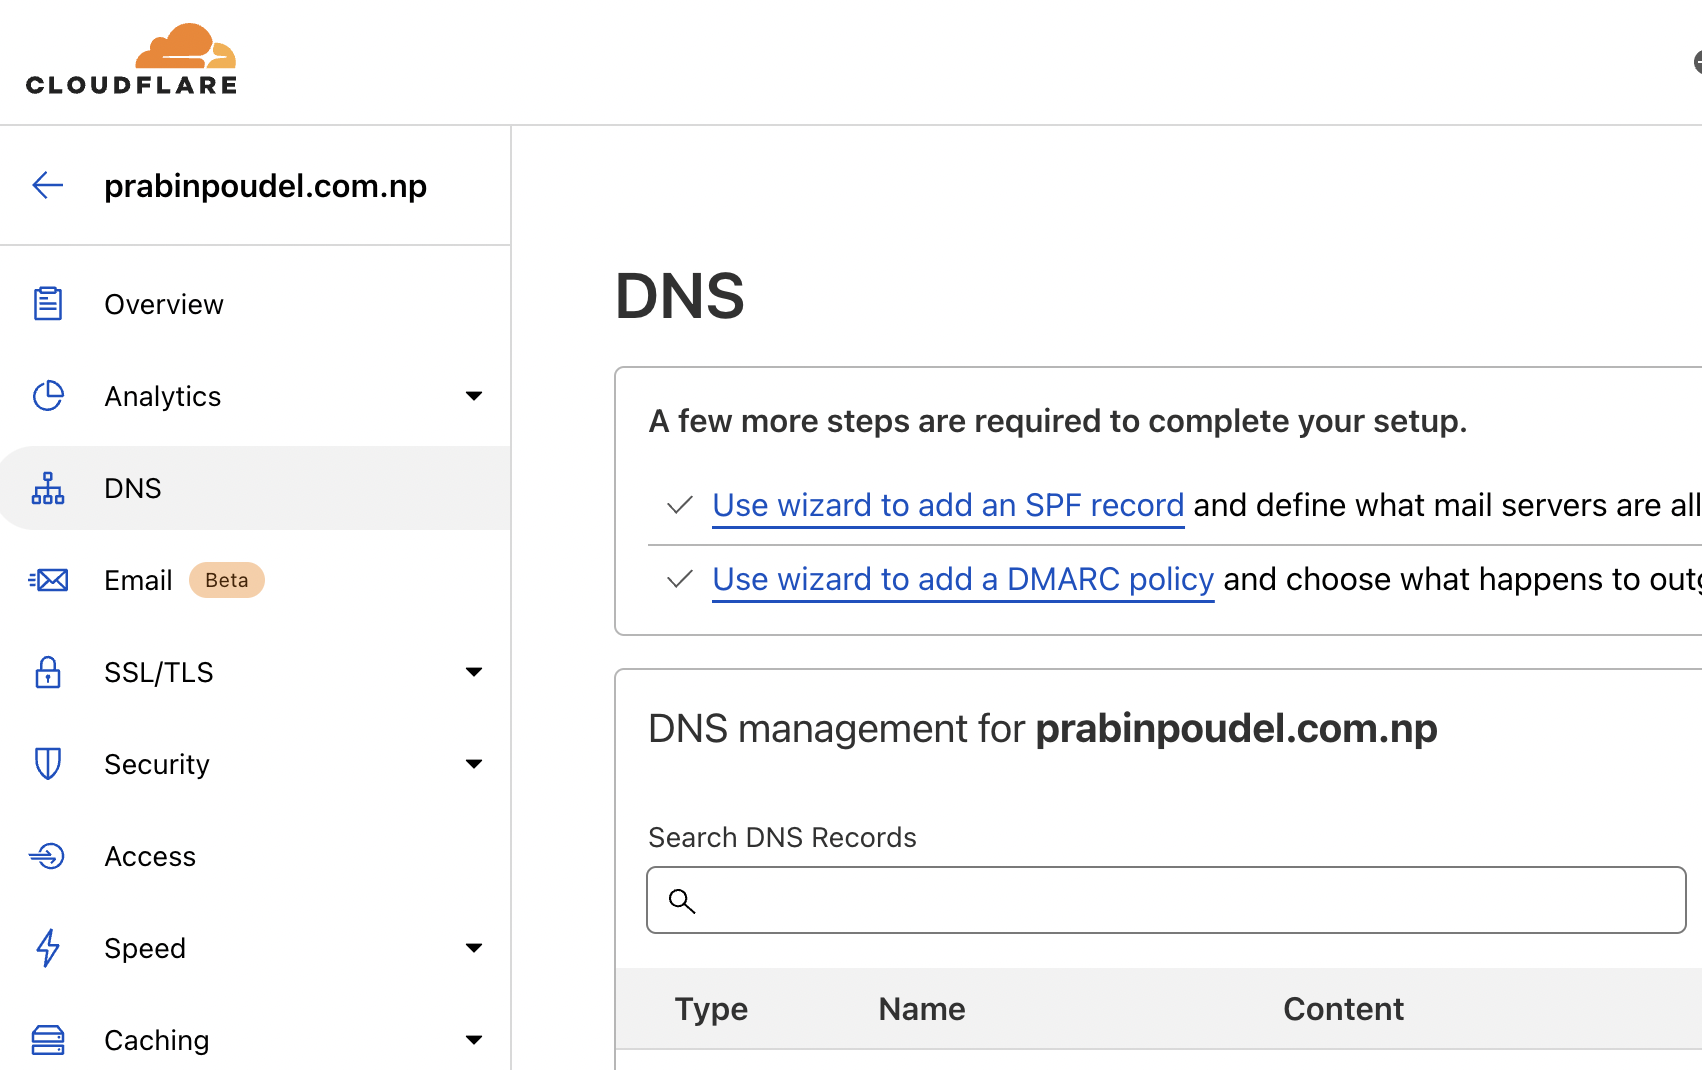 CLOUDFLARE
prabinpoudel.com.np
Overview
Analytics
DNS
Email Beta
SSL/TLS
Security
Access
Speed
Caching
DNS
A few more steps are required to complete your setup.
Use wizard to add an SPF record and define what mail servers are all
Use wizard to add a DMARC policy and choose what happens to outg
DNS management for prabinpoudel.com.np
Search DNS Records
Type Name Content